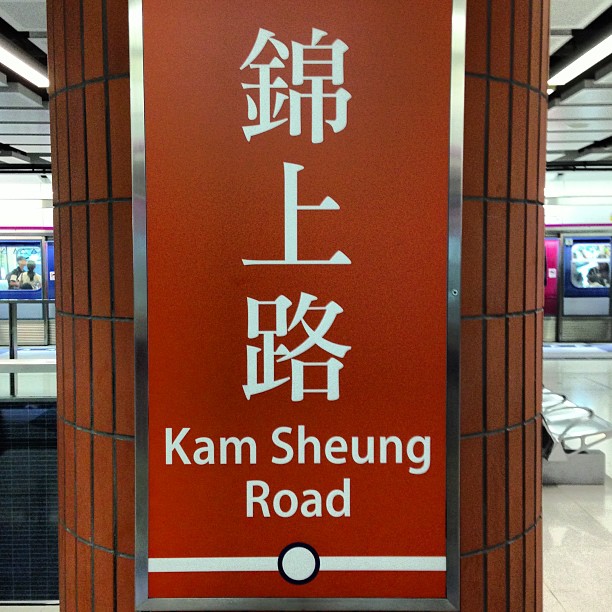 錦上路
Kam Sheung
Road